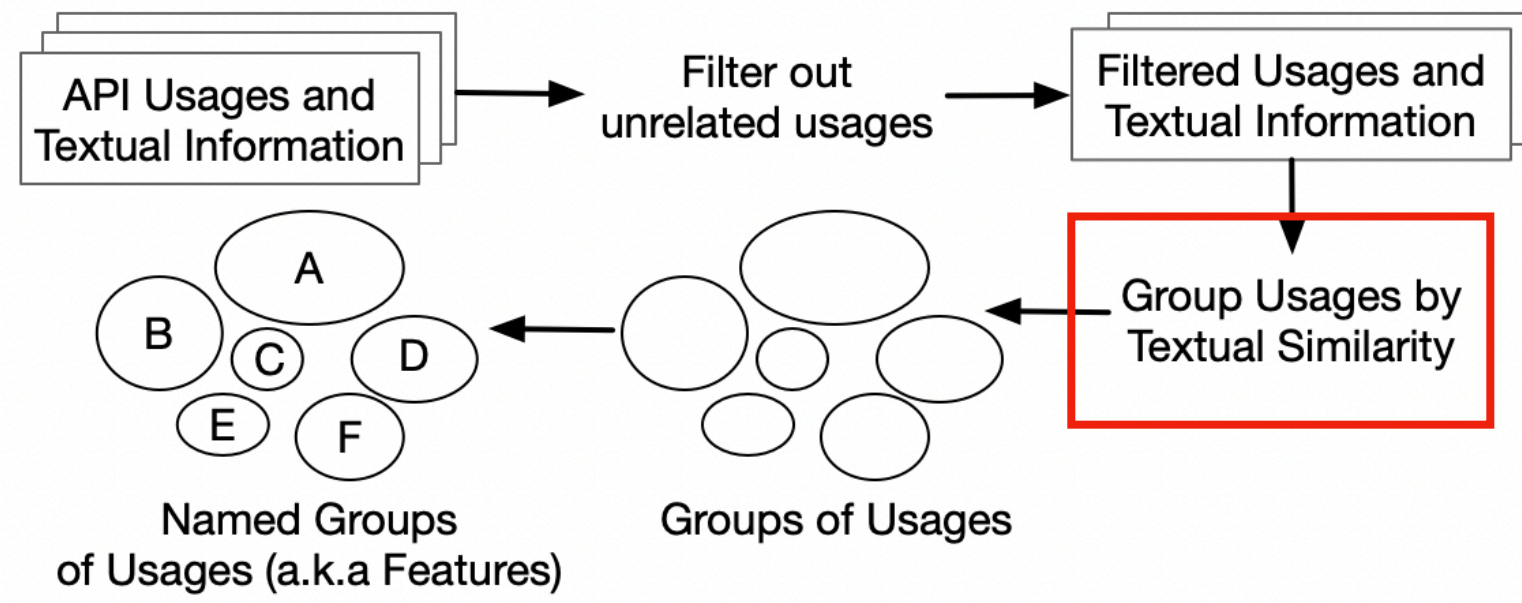 API Usages and
Textual Information
Filter out
unrelated usages
Filtered Usages and
Textual Information
Group Usages by
Textual Similarity
A
B
C
D
E
F
Named Groups
of Usages (a.k.a Features)
Groups of Usages